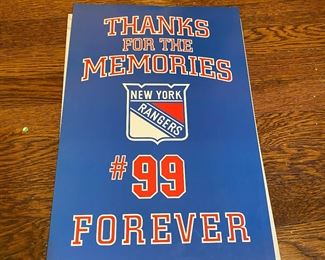 THANKS
FOR THE
MEMORIES
NEW YORK
RANGERS
#99
FOREVER